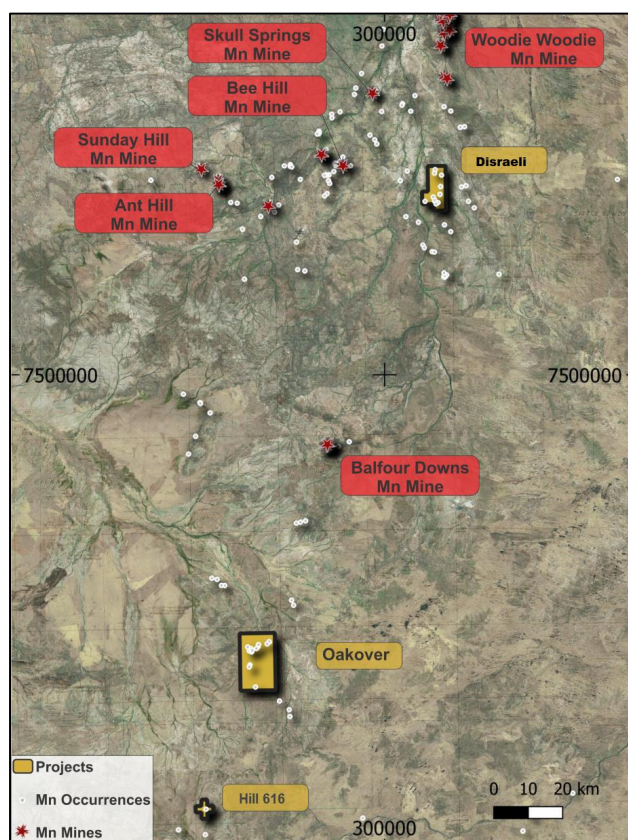 Skull Springs
Mn Mine
300000
Woodie Woodie
Mn Mine
Bee Hill
Mn Mine
Sunday Hill
Mn Mine
Disraeli
Ant Hill
Mn Mine
7500000
7500000
Balfour Downs
Mn Mine
Oakover
Projects
Mn Occurrences
Mn Mines
Hill 616
0 10 20 km
300000